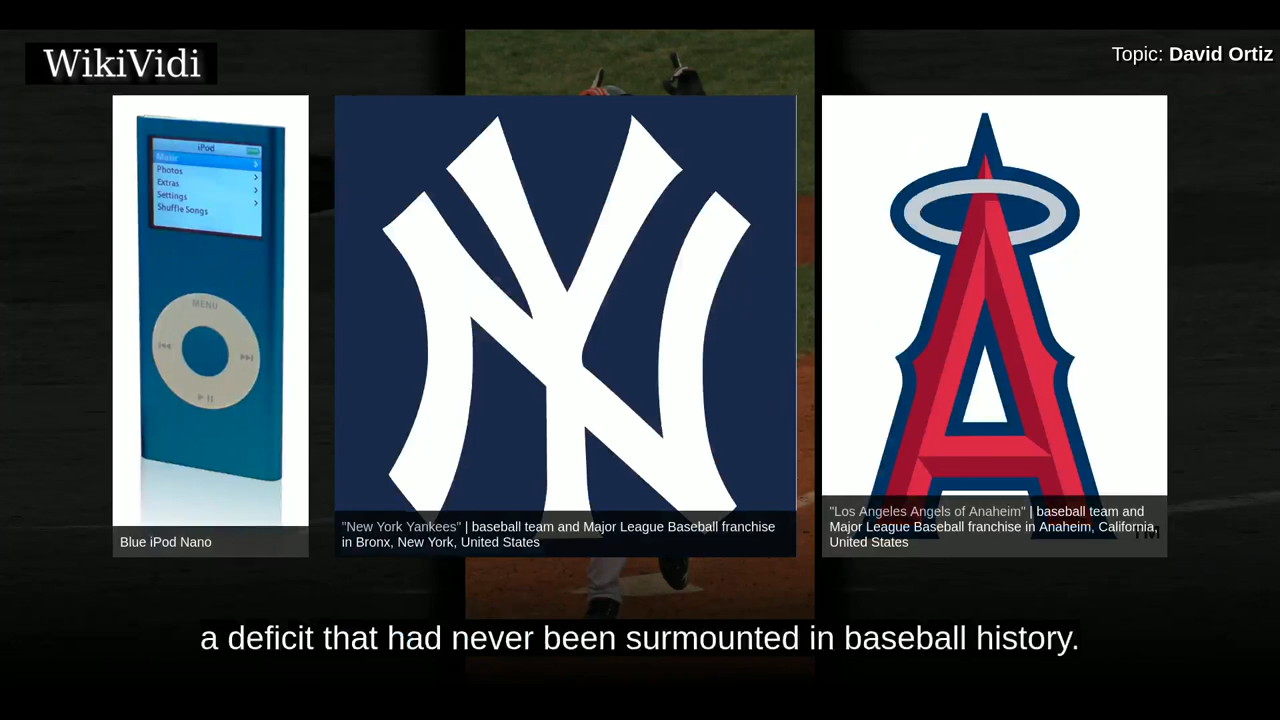 WikiVidi
Topic: David Ortiz
iPod
Music
Photos
Extras
Settings
Shuffle Songs
MENU
Blue iPod Nano
NY
"New York Yankees" | baseball team and Major League Baseball franchise
in Bronx, New York, United States
A
"Los Angeles Angels of Anaheim" | baseball team and
Major League Baseball franchise in Anaheim, California,
United States
TM
a deficit that had never been surmounted in baseball history.